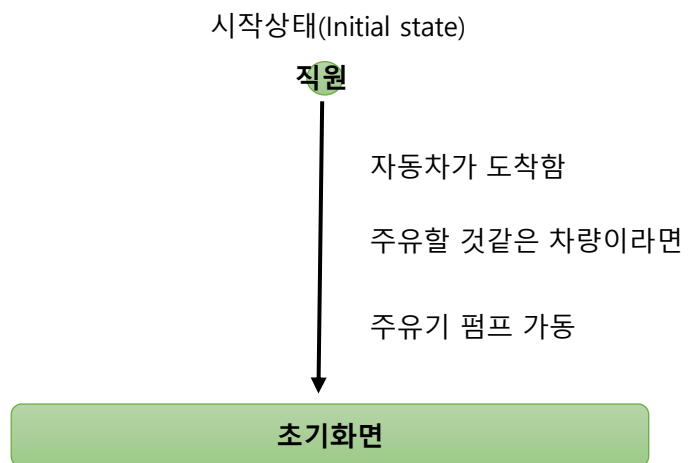 시작상태(Initial state)
직원
자동차가 도착함
주유할 것같은 차량이라면
주유기 펌프 가동
초기화면